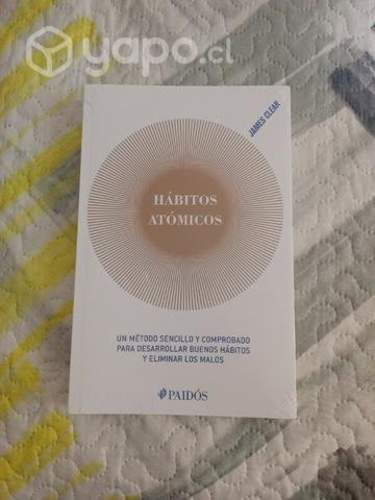 yapo.cl
JAMES CLEAR
HÁBITOS
ATÓMICOS
UN MÉTODO SENCILLO Y COMPROBADO
PARA DESARROLLAR BUENOS HÁBITOS
Y ELIMINAR LOS MALOS
PAIDÓS